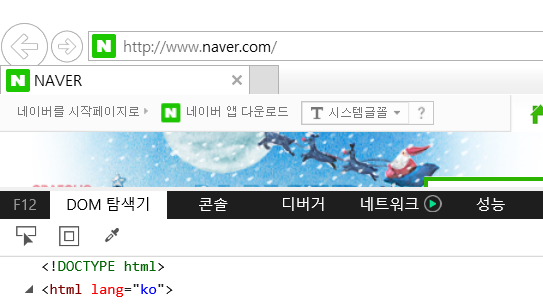 N http://www.naver.com/
N NAVER ×
네이버를 시작페이지로 N 네이버 앱 다운로드 T 시스템글꼴 ?
F12 DOM 탐색기 콘솔 디버거 네트워크 성능
<!DOCTYPE html>
<html lang="ko">